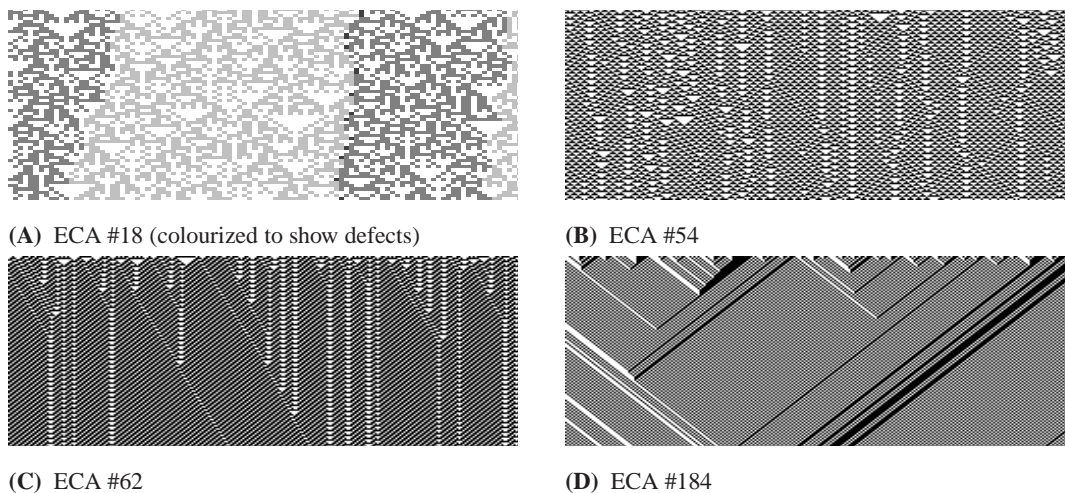 (A) ECA #18 (colourized to show defects)
(B) ECA #54
(C) ECA #62
(D) ECA #184